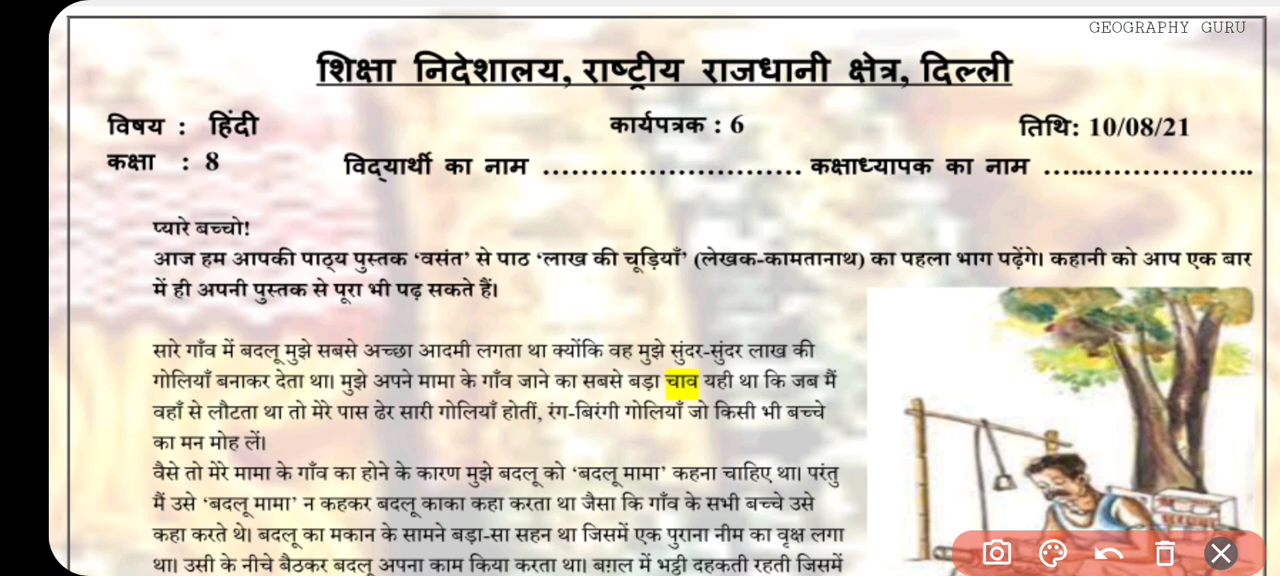 GEOGRAPHY GURU
शिक्षा निदेशालय, राष्ट्रीय राजधानी क्षेत्र, दिल्ली
विषय : हिंदी कार्यपत्रक : 6 तिथि: 10/08/21
कक्षा : 8 विद्यार्थी का नाम ........................... कक्षाध्यापक का नाम ......................
प्यारे बच्चो!
आज हम आपकी पाठ्य पुस्तक ‘वसंत’ से पाठ ‘लाख की चूड़ियाँ’ (लेखक-कामतानाथ) का पहला भाग पढ़ेंगे। कहानी को आप एक बार
में ही अपनी पुस्तक से पूरा भी पढ़ सकते हैं।
सारे गाँव में बदलू मुझे सबसे अच्छा आदमी लगता था क्योंकि वह मुझे सुंदर-सुंदर लाख की
गोलियाँ बनाकर देता था। मुझे अपने मामा के गाँव जाने का सबसे बड़ा चाव यही था कि जब मैं
वहाँ से लौटता था तो मेरे पास ढेर सारी गोलियाँ होतीं, रंग-बिरंगी गोलियाँ जो किसी भी बच्चे
का मन मोह लें।
वैसे तो मेरे मामा के गाँव का होने के कारण मुझे बदलू को ‘बदलू मामा’ कहना चाहिए था। परंतु
मैं उसे ‘बदलू मामा’ न कहकर बदलू काका कहा करता था जैसा कि गाँव के सभी बच्चे उसे
कहा करते थे। बदलू का मकान के सामने बड़ा-सा सहन था जिसमें एक पुराना नीम का वृक्ष लगा
था। उसी के नीचे बैठकर बदलू अपना काम किया करता था। बग़ल में भट्ठी दहकती रहती जिसमें